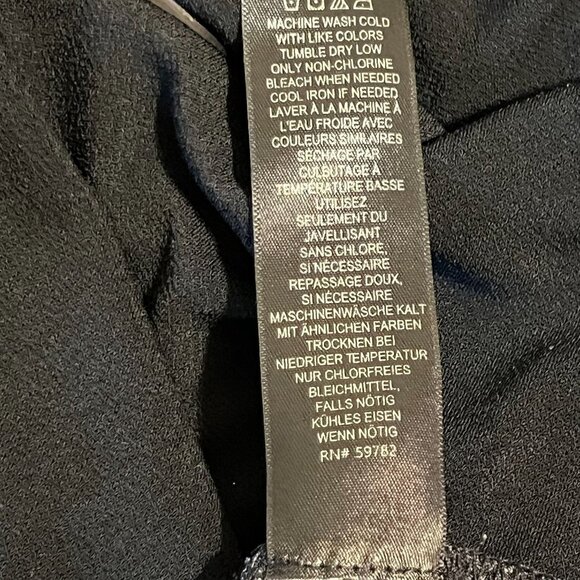 MACHINE WASH COLD
WITH LIKE COLORS
TUMBLE DRY LOW
ONLY NON-CHLORINE
BLEACH WHEN NEEDED
COOL IRON IF NEEDED
LAVER À LA MACHINE À
L'EAU FROIDE AVEC
COULEURS SIMILAIRES
SÉCHAGE PAR
CULBUTAGE À
TEMPÉRATURE BASSE
UTILISEZ
SEULEMENT DU
JAVELLISANT
SANS CHLORE,
SI NÉCESSAIRE
REPASSAGE DOUX,
SI NÉCESSAIRE
MASCHINENWÄSCHE KALT
MIT ÄHNLICHEN FARBEN
TROCKNEN BEI
NIEDRIGER TEMPERATUR
NUR CHLORFREIES
BLEICHMITTEL,
FALLS NÖTIG
KÜHLES EISEN
WENN NÖTIG
RN# 59782